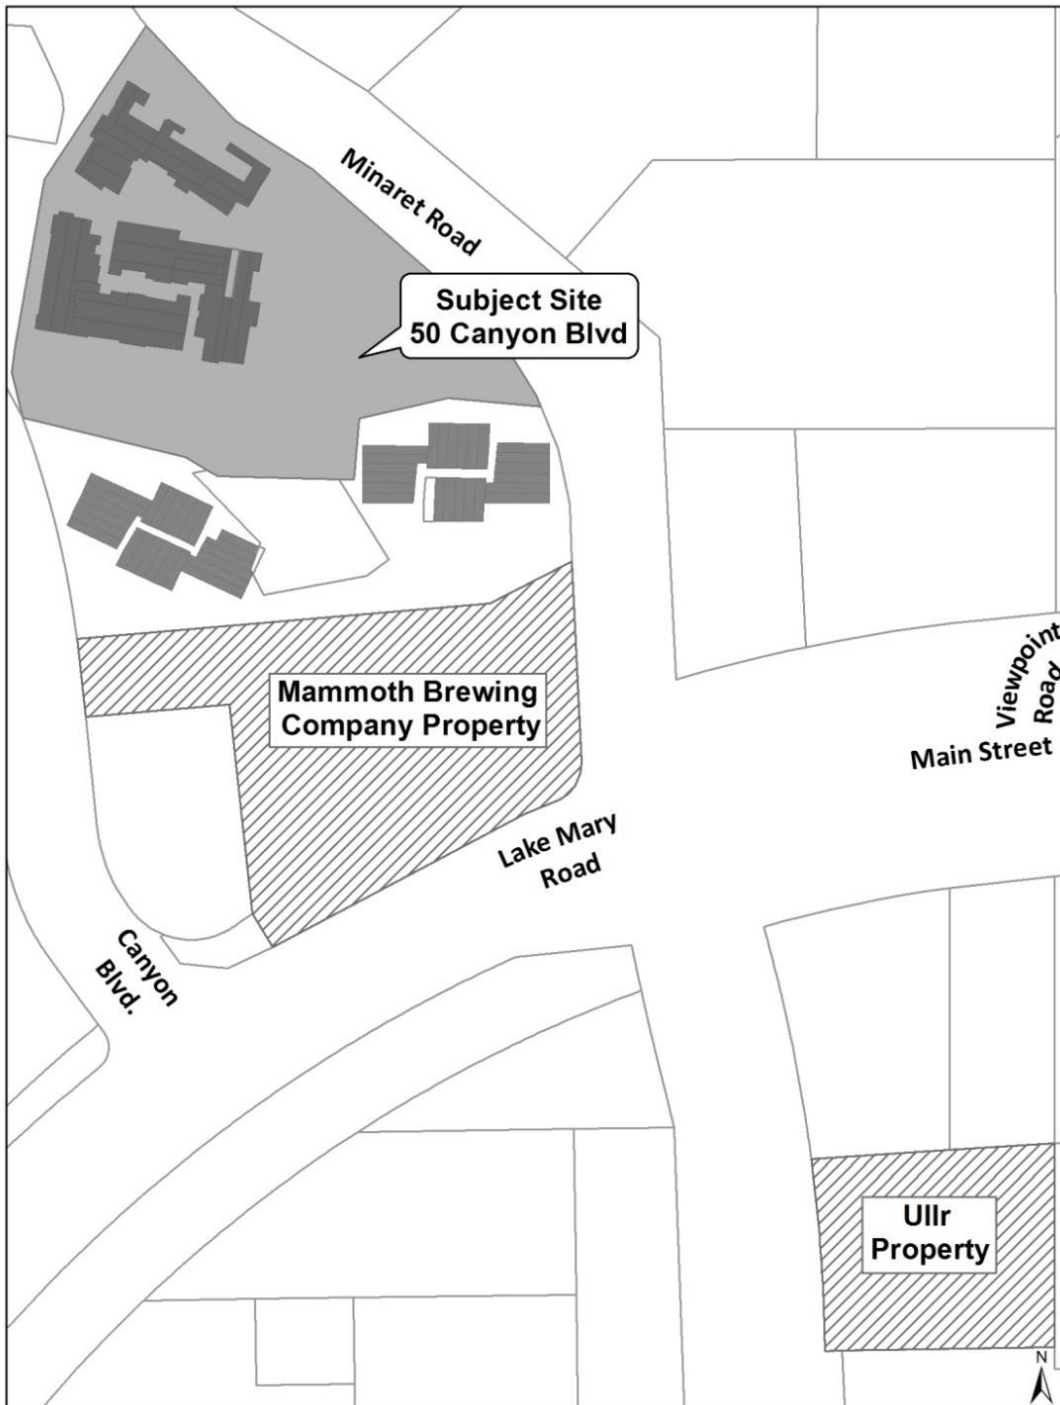 Minaret Road
Subject Site
50 Canyon Blvd
Viewpoint
Road
Mammoth Brewing
Company Property
Main Street
Lake Mary
Road
Canyon
Blvd.
Ullr
Property
N